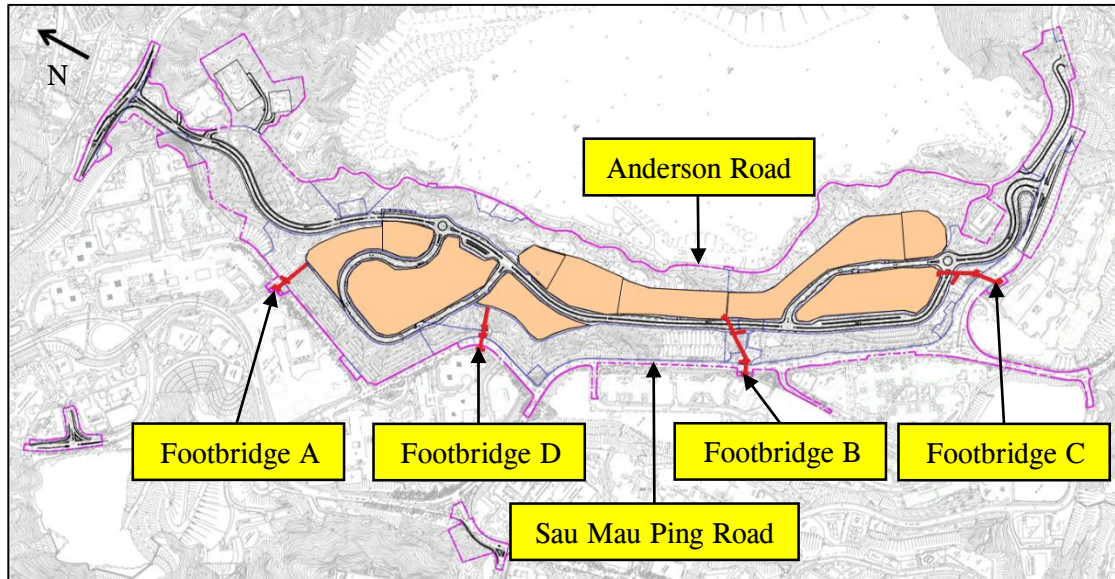 N
Anderson Road
Footbridge A
Footbridge D
Footbridge B
Footbridge C
Sau Mau Ping Road